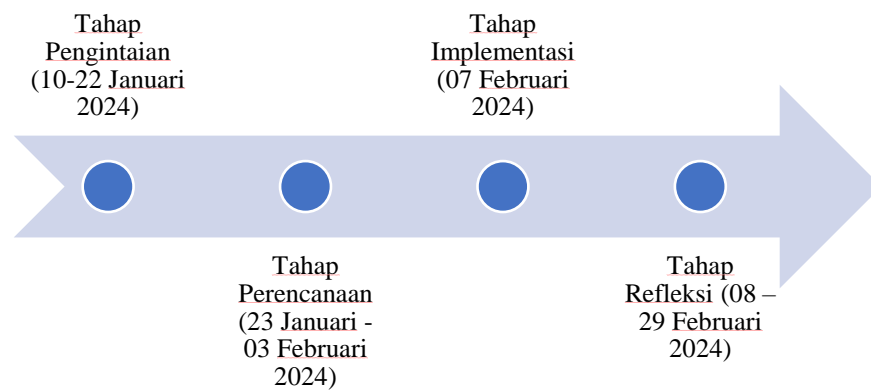 Tahap
Pengintaian
(10-22 Januari
2024)
Tahap
Perencanaan
(23 Januari -
03 Februari
2024)
Tahap
Implementasi
(07 Februari
2024)
Tahap
Refleksi (08 –
29 Februari
2024)